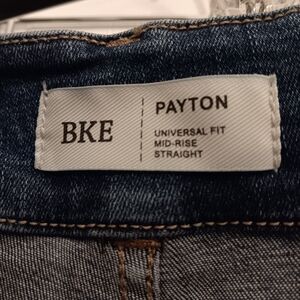 BKE
PAYTON
UNIVERSAL FIT
MID-RISE
STRAIGHT